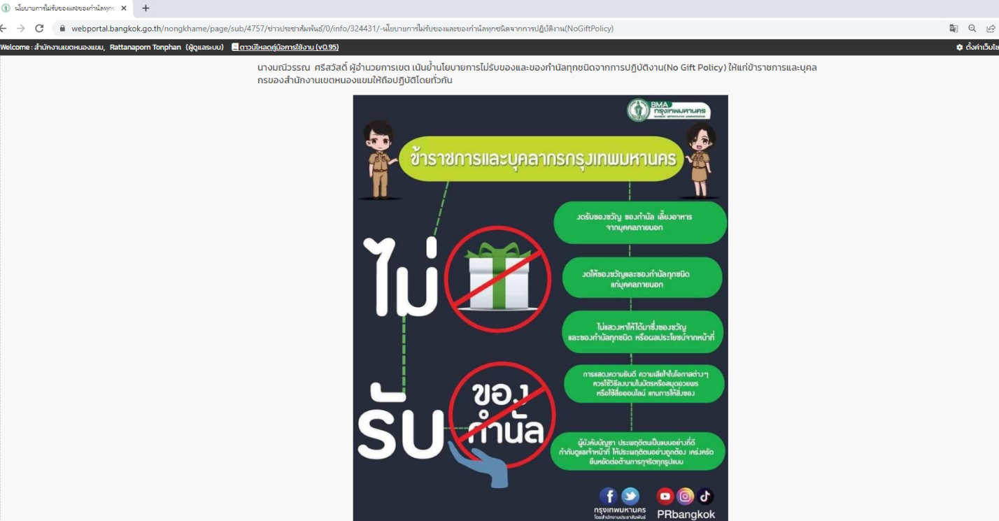 นโยบายการไม่รับของและของกำนัลทุกช
webportal.bangkok.go.th/nongkhame/page/sub/4757/ข่าวประชาสัมพันธ์/0/info/324431/-นโยบายการไม่รับของและของกำนัลทุกชนิดจากการปฏิบัติงาน(NoGiftPolicy)
Welcome : สำนักงานเขตหนองแขม, Rattanaporn Tonphan (ผู้ดูแลระบบ) ดาวน์โหลดคู่มือการใช้งาน (v0.95) ตั้งค่าเว็บไซ
นางมณีวรรณ ศรีสวัสดิ์ ผู้อำนวยการเขต เน้นย้ำนโยบายการไม่รับของและของกำนัลทุกชนิดจากการปฏิบัติงาน(No Gift Policy) ให้แก่ข้าราชการและบุคล
กรของสำนักงานเขตหนองแขมให้ถือปฏิบัติโดยทั่วกัน
BMA
กรุงเทพมหานคร
BANGKOK METROPOLITAN ADMINISTRATION
ข้าราชการและบุคลากรกรุงเทพมหานคร
ไม่
รับ
ของ
กำนัล
งดรับของขวัญ ของกำนัล เลี้ยงอาหาร
จากบุคคลภายนอก
งดให้ของขวัญและของกำนัลทุกชนิด
แก่บุคคลภายนอก
ไม่แสวงหาให้ได้มาซึ่งของขวัญ
และของกำนัลทุกชนิด หรือผลประโยชน์จากหน้าที่
การแสดงความยินดี ความเสียใจในโอกาสต่างๆ
ควรใช้วิธีลงนามในบัตรหรือสมุดอวยพร
หรือใช้สื่อออนไลน์ แทนการให้สิ่งของ
ผู้บังคับบัญชา ประพฤติตนเป็นแบบอย่างที่ดี
กำกับดูแลเจ้าหน้าที่ ให้ประพฤติตนอย่างถูกต้อง เคร่งครัด
ยืนหยัดต่อต้านการทุจริตทุกรูปแบบ
กรุงเทพมหานคร
โดยสำนักงานประชาสัมพันธ์
PRbangkok